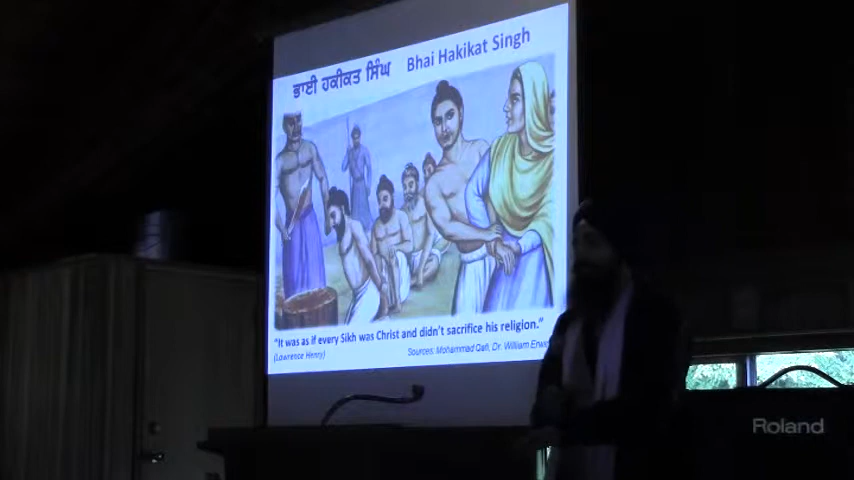 ਭਾਈ ਹਕੀਕਤ ਸਿੰਘ Bhai Hakikat Singh
"It was as if every Sikh was Christ and didn't sacrifice his religion."
(Lawrence Henry) Sources: Mohammad Qafi, Dr. William
Roland